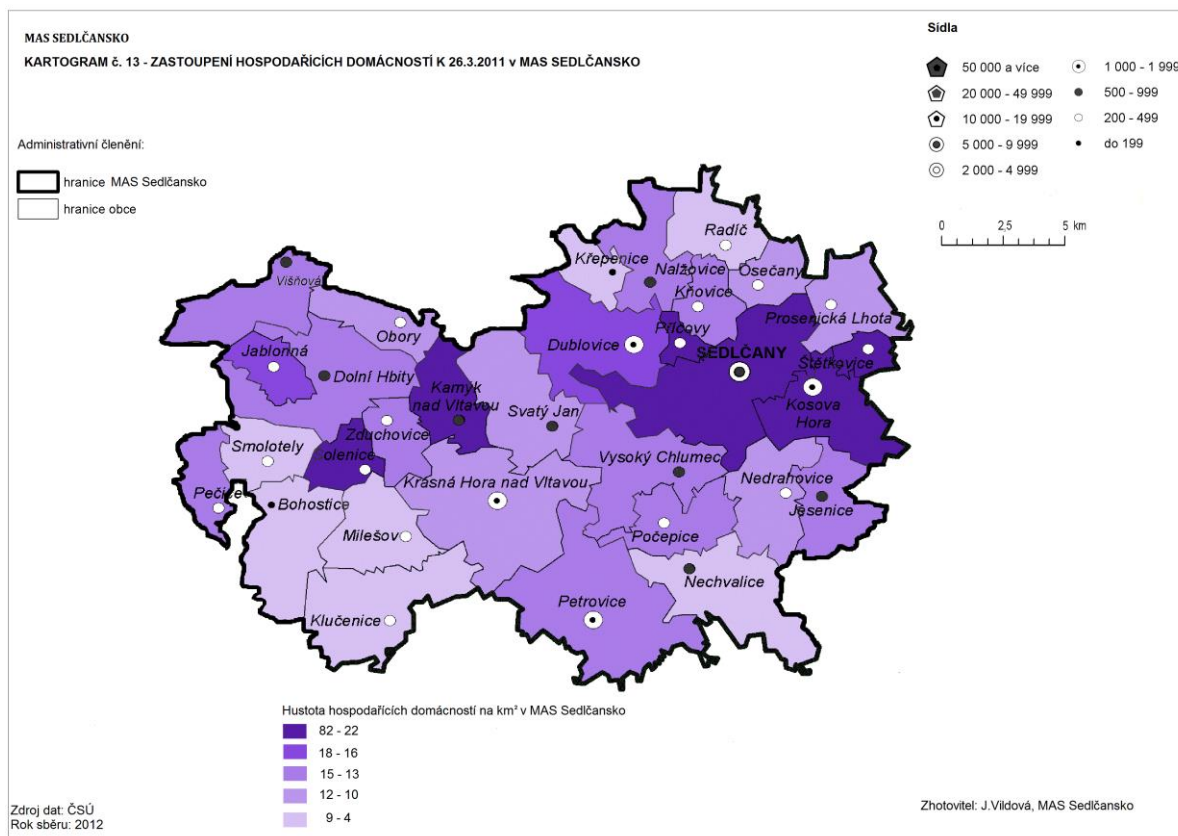 MAS SEDLČANSKO
KARTOGRAM č. 13 - ZASTOUPENÍ HOSPODAŘÍCÍCH DOMÁCNOSTÍ K 26.3.2011 v MAS SEDLČANSKO
Sídla
50 000 a více
20 000 - 49 999
10 000 - 19 999
5 000 - 9 999
2 000 - 4 999
1 000 - 1 999
500 - 999
200 - 499
do 199
0 2,5 5 km
Administrativní členění:
hranice MAS Sedlčansko
hranice obce
Radíč
Křepenice
Nalžovice
Osečany
Višňová
Kňovice
Prosenická Lhota
Obory
Píčovy
Dublovice
SEDLČANY
Jablonná
Štětkovice
Dolní Hbity
Kamýk
nad Vltavou
Kosova
Hora
Svatý Jan
Zduchovice
Smolotely
olenice
Vysoký Chlumec
Krásná Hora nad Vltavou
Nedrahovice
Pečice
Bohostice
Jesenice
Milešov
Počepice
Nechvalice
Petrovice
Klučenice
Hustota hospodařících domácností na km² v MAS Sedlčansko
82 - 22
18 - 16
15 - 13
12 - 10
9 - 4
Zdroj dat: ČSÚ
Rok sběru: 2012
Zhotovitel: J.Vildová, MAS Sedlčansko